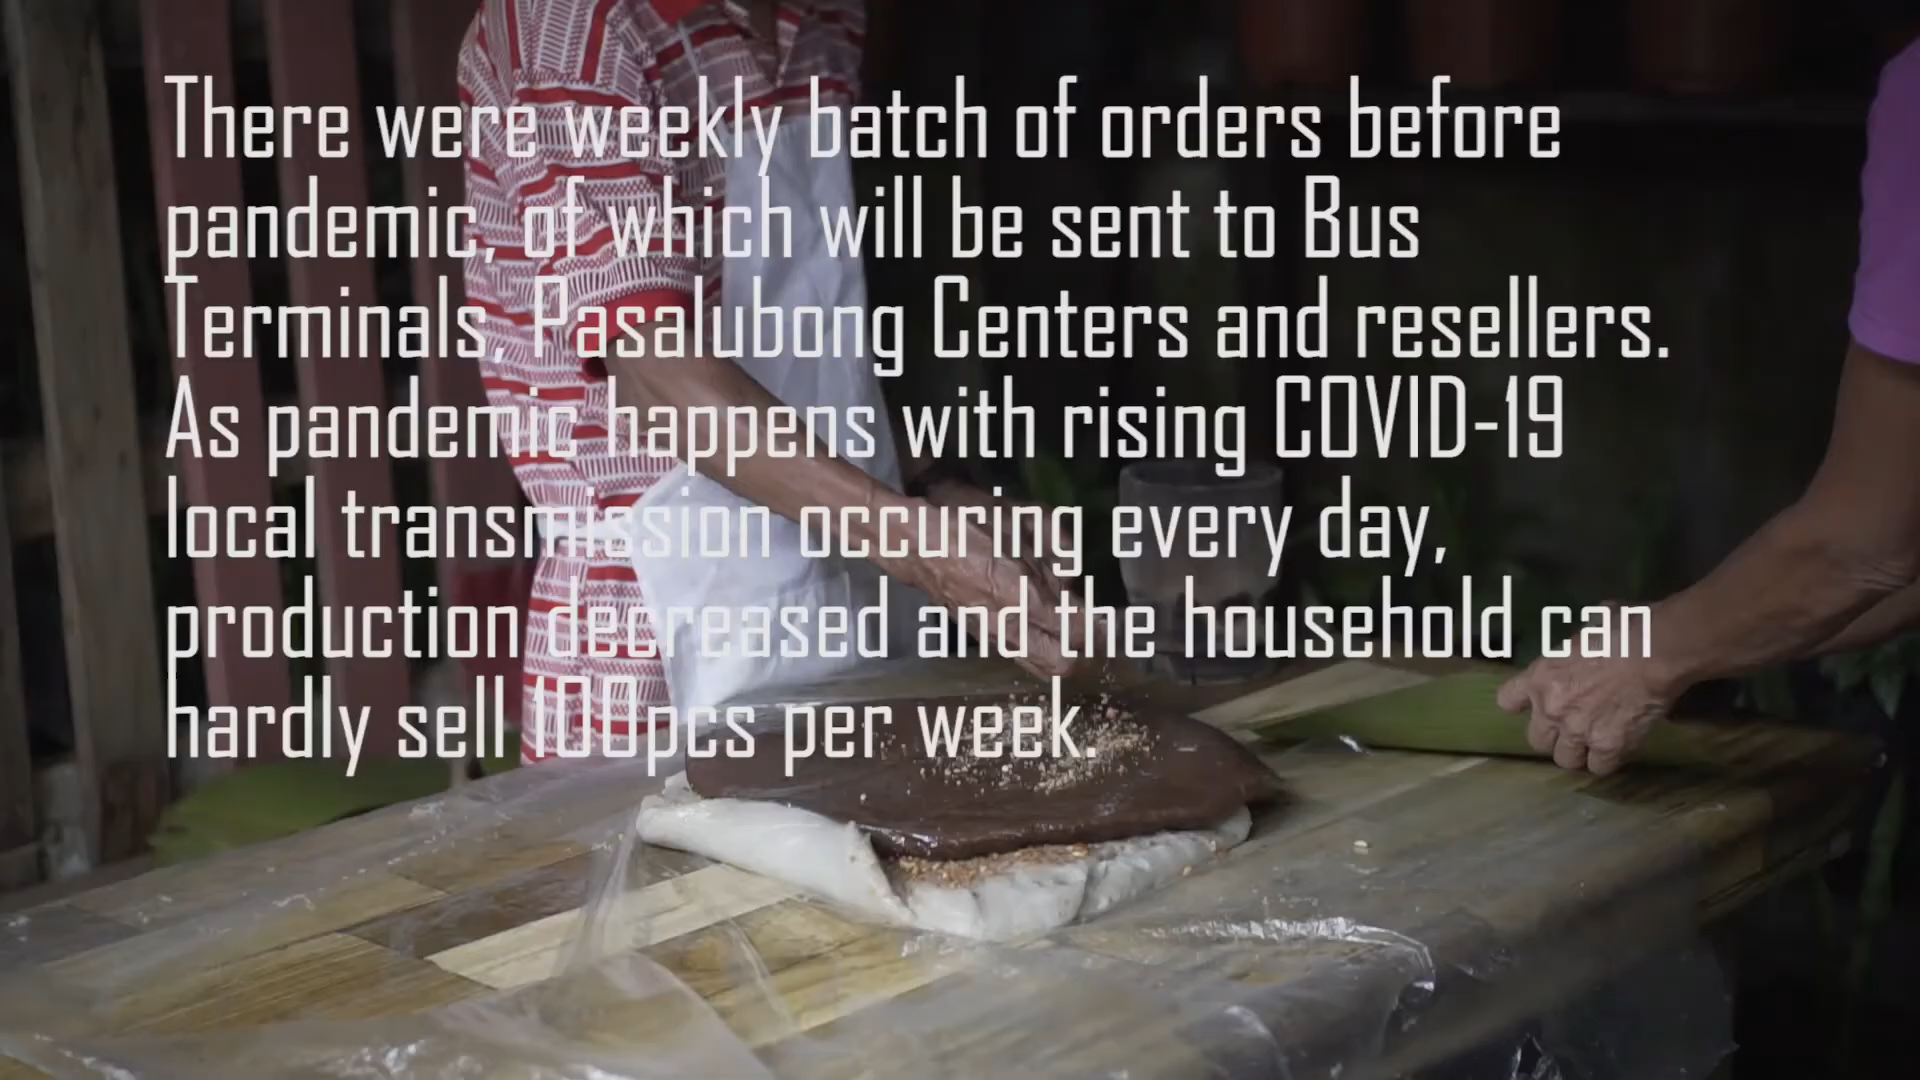 There were weekly batch of orders before
pandemic, of which will be sent to Bus
Terminals, Pasalubong Centers and resellers.
As pandemic happens with rising COVID-19
local transmission occuring every day,
production decreased and the household can
hardly sell 100pcs per week.